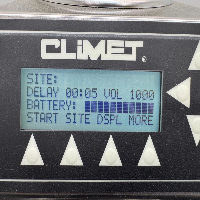 CLiMET®
SITE:
DELAY 00:05 VOL 1000
BATTERY:
START SITE DSPL MORE